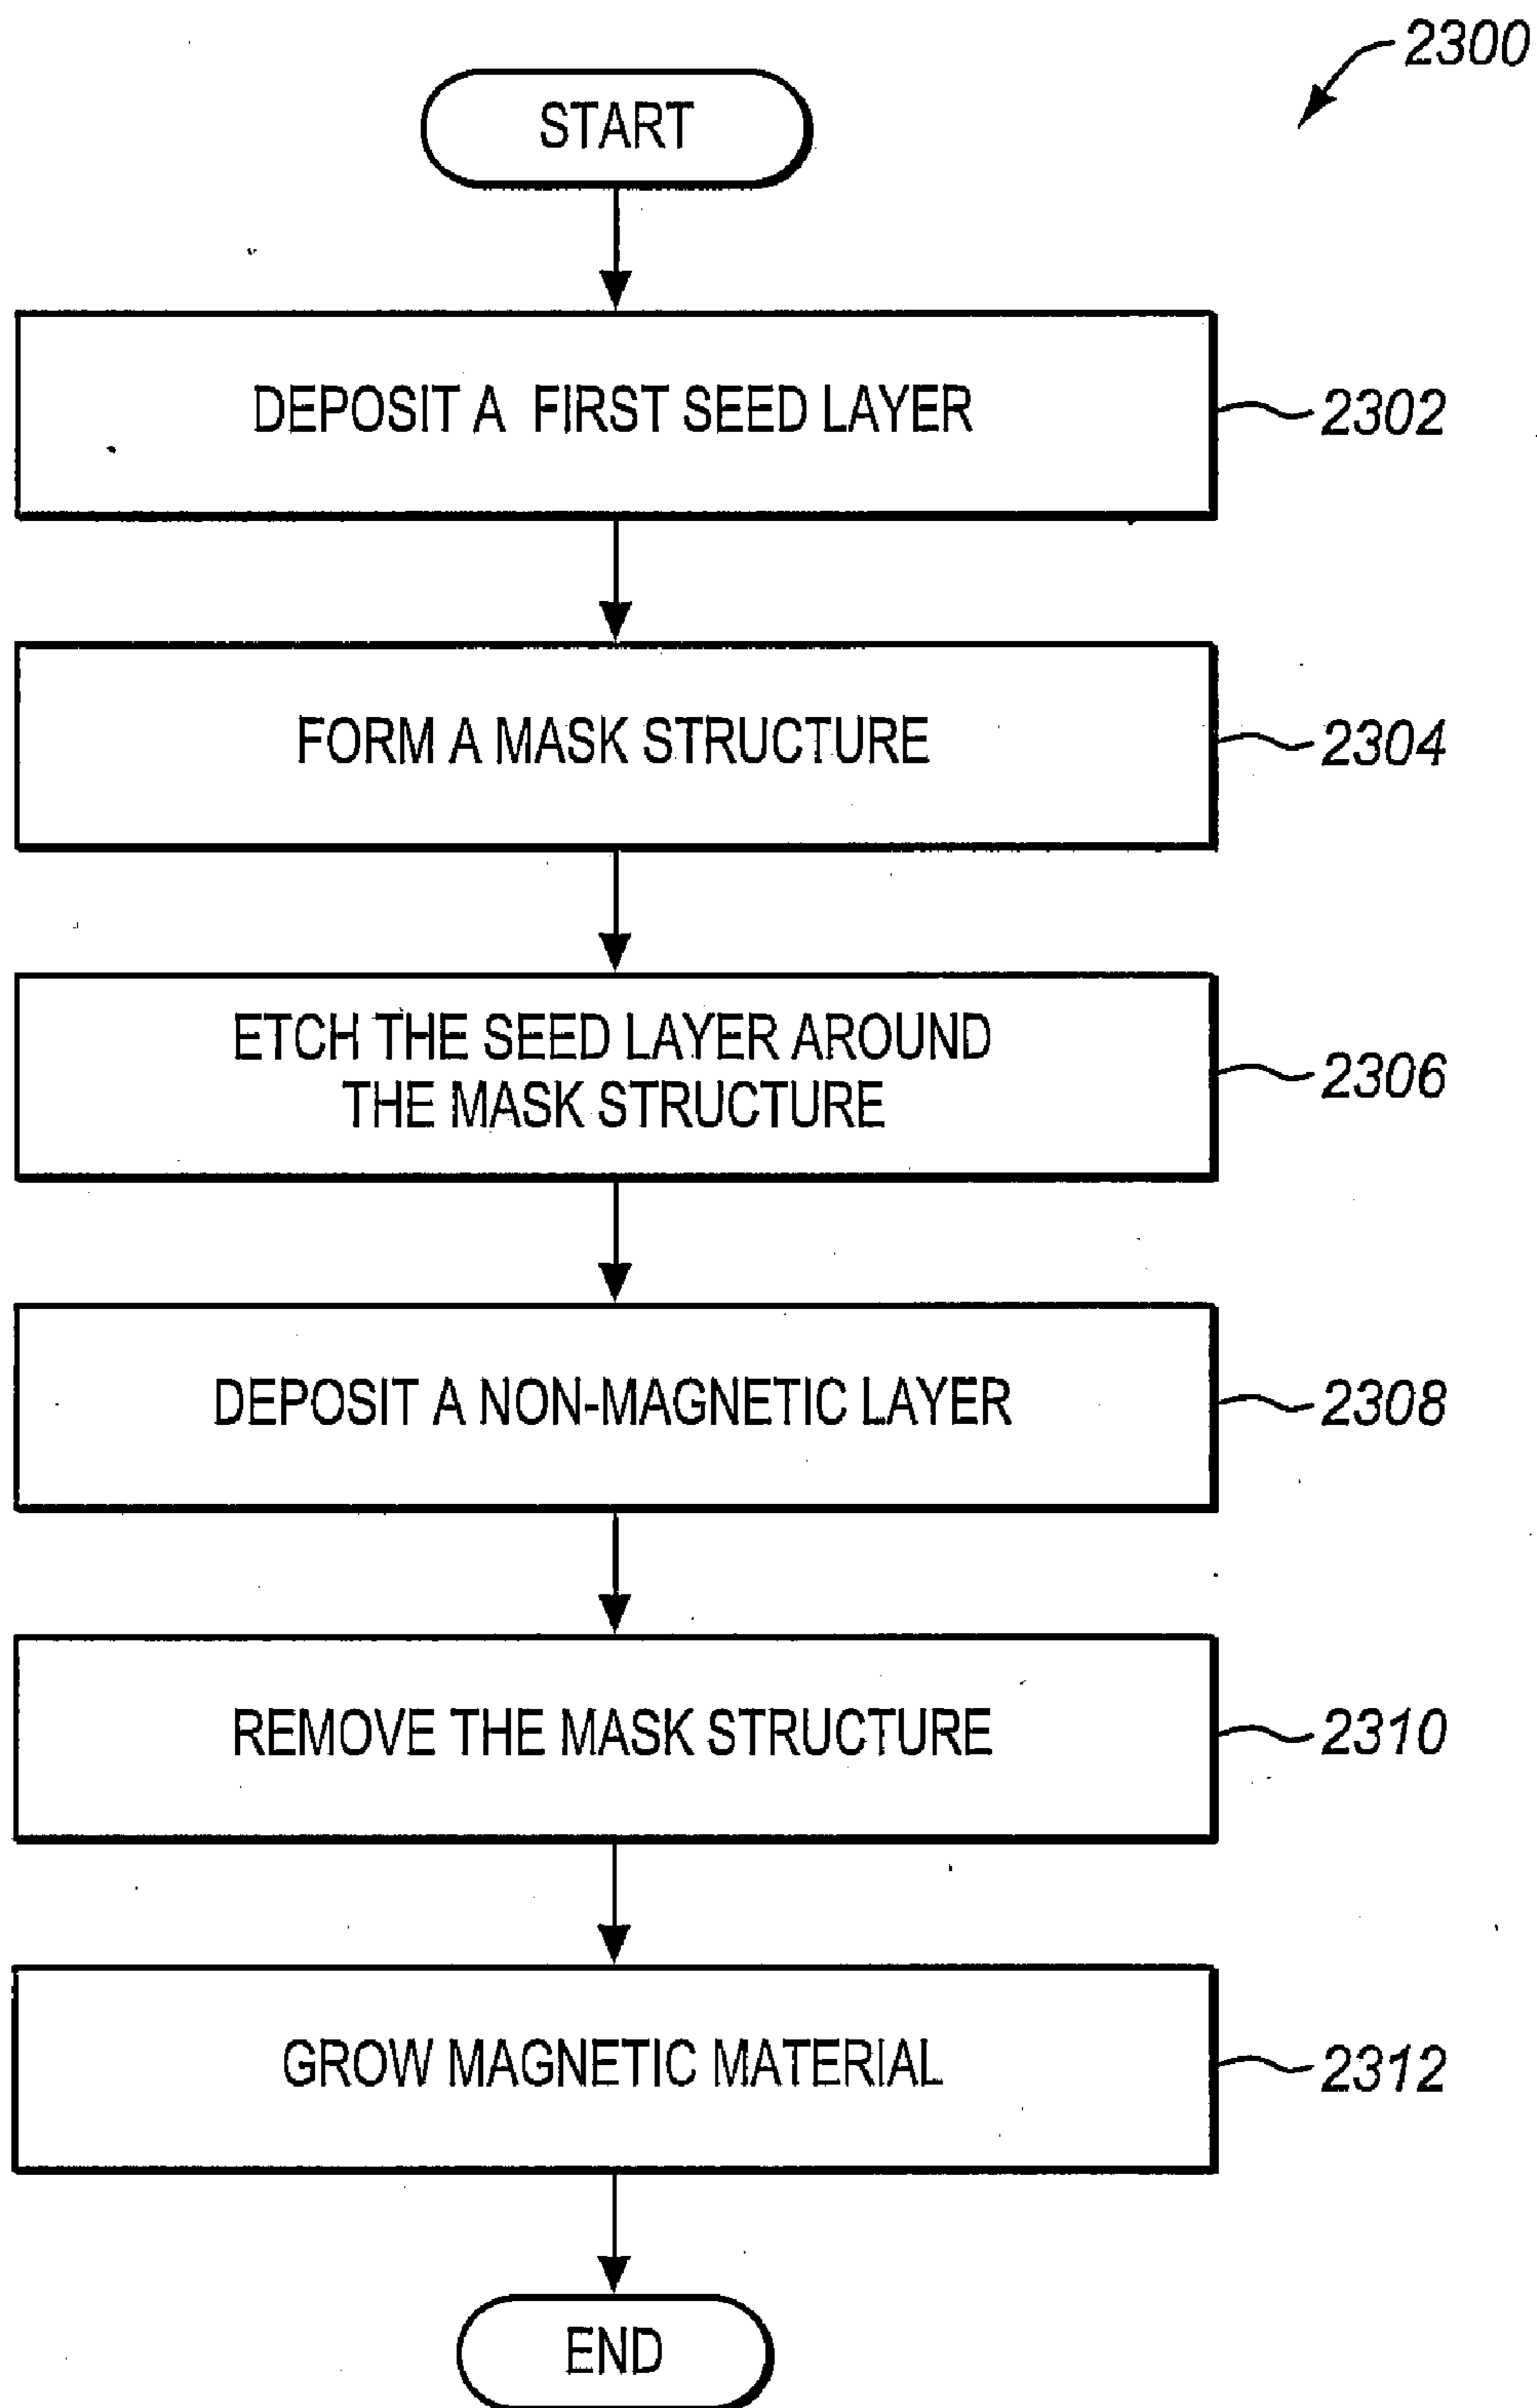 2300
START
DEPOSIT A FIRST SEED LAYER
2302
FORM A MASK STRUCTURE
2304
ETCH THE SEED LAYER AROUND
THE MASK STRUCTURE
2306
DEPOSIT A NON-MAGNETIC LAYER
2308
REMOVE THE MASK STRUCTURE
2310
GROW MAGNETIC MATERIAL
2312
END